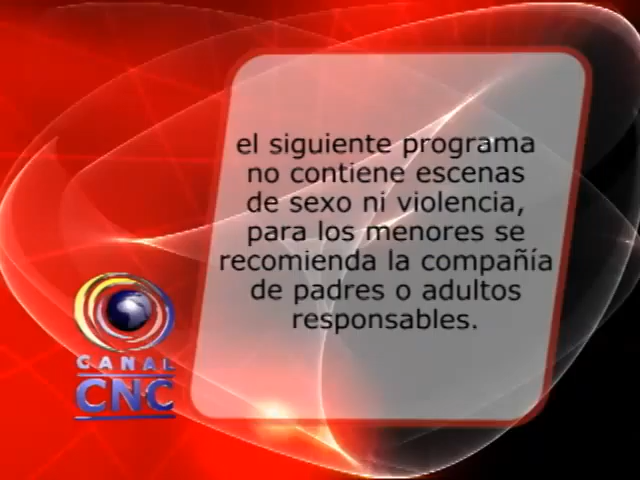 el siguiente programa
no contiene escenas
de sexo ni violencia,
para los menores se
recomienda la compañía
de padres o adultos
responsables.
CANAL
CNC